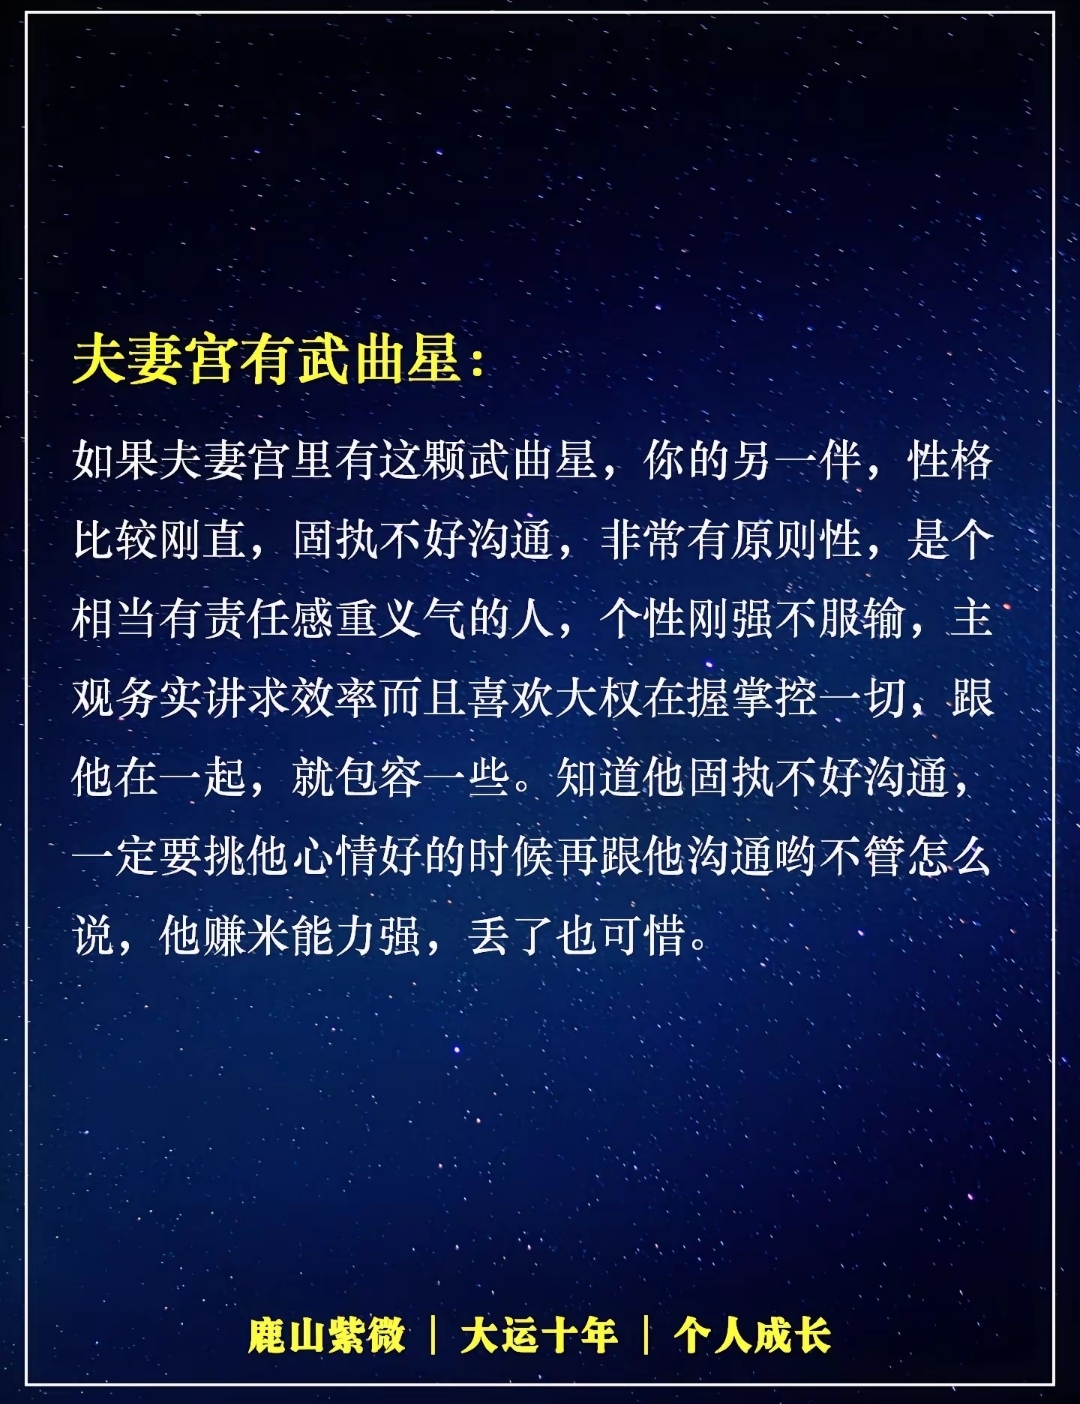 夫妻宫有武曲星：
如果夫妻宫里有这颗武曲星，你的另一伴，性格
比较刚直，固执不好沟通，非常有原则性，是个
相当有责任感重义气的人，个性刚强不服输，主
观务实讲求效率而且喜欢大权在握掌控一切，跟
他在一起，就包容一些。知道他固执不好沟通，
一定要挑他心情好的时候再跟他沟通哟不管怎么
说，他赚米能力强，丢了也可惜。
鹿山紫微｜大运十年｜个人成长